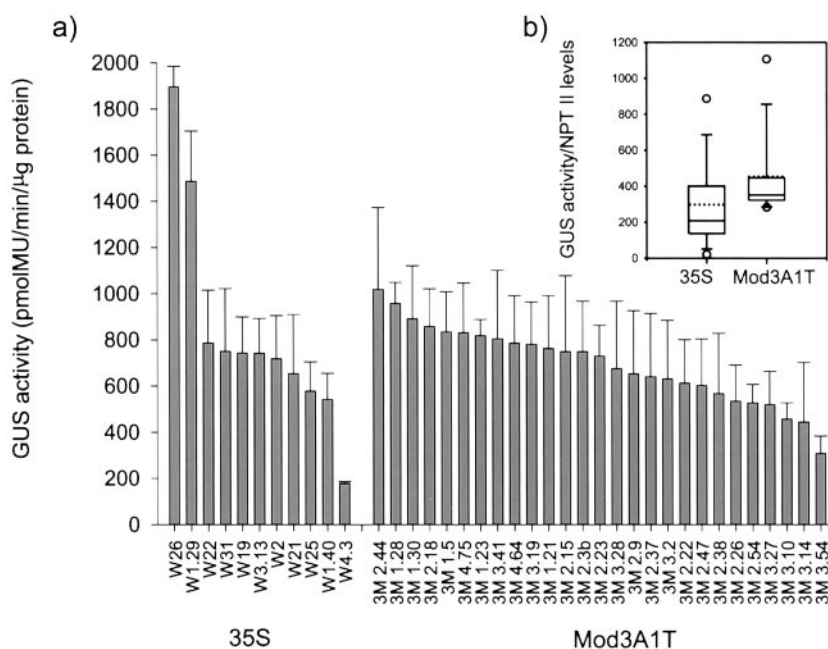 a)
GUS activity (pmolMU/min/µg protein)
2000
1800
1600
1400
1200
1000
800
600
400
200
0
W26
W1.29
W22
W31
W19
W3.13
W2
W21
W25
W1.40
W4.3
35S
3M 2.44
3M 1.28
3M 1.30
3M 2.18
3M 1.5
3M 4.75
3M 1.23
3M 3.41
3M 4.64
3M 3.19
3M 1.21
3M 2.15
3M 2.3b
3M 2.23
3M 3.28
3M 2.9
3M 2.37
3M 3.2
3M 2.22
3M 2.47
3M 2.38
3M 2.26
3M 2.54
3M 3.27
3M 3.10
3M 3.14
3M 3.54
Mod3A1T
b)
GUS activity/NPT II levels
1200
1000
800
600
400
200
0
35S Mod3A1T